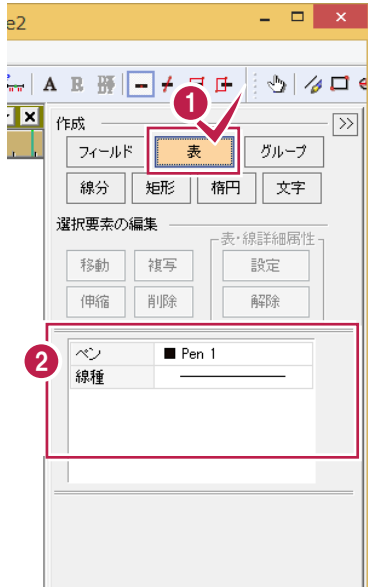 e2
A B
1
作成
>>
フィールド 表 グループ
線分 矩形 楕円 文字
選択要素の編集
表・線詳細属性
移動 複写 設定
伸縮 削除 解除
2
ペン Pen 1
線種